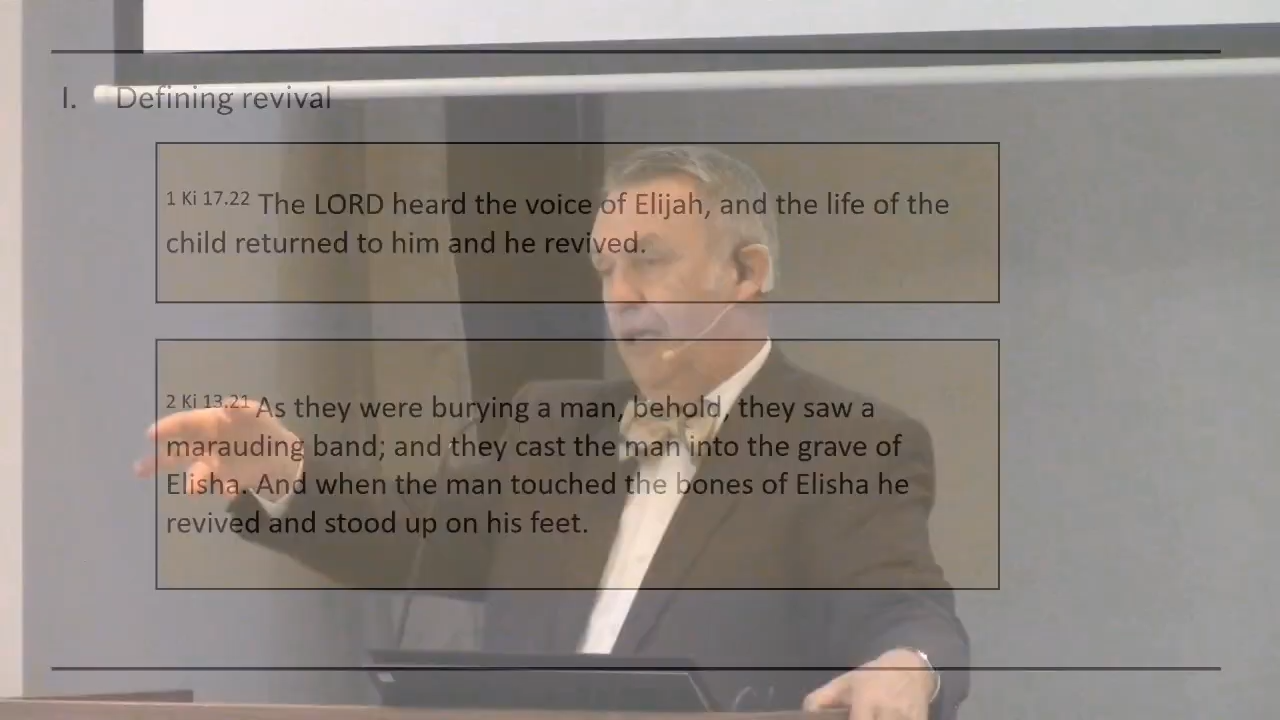 I. Defining revival
1 Ki 17.22 The LORD heard the voice of Elijah, and the life of the
child returned to him and he revived.
2 Ki 13.21 As they were burying a man, behold, they saw a
marauding band; and they cast the man into the grave of
Elisha. And when the man touched the bones of Elisha he
revived and stood up on his feet.